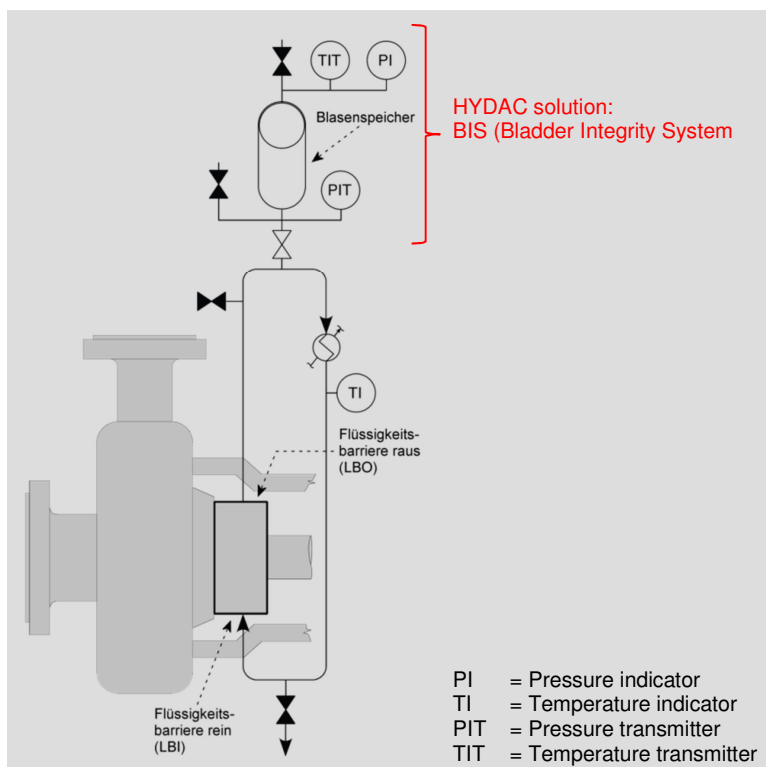 TIT
PI
Blasenspeicher
HYDAC solution:
BIS (Bladder Integrity System
PIT
TI
Flüssigkeits-
barriere raus
(LBO)
Flüssigkeits-
barriere rein
(LBI)
PI = Pressure indicator
TI = Temperature indicator
PIT = Pressure transmitter
TIT = Temperature transmitter